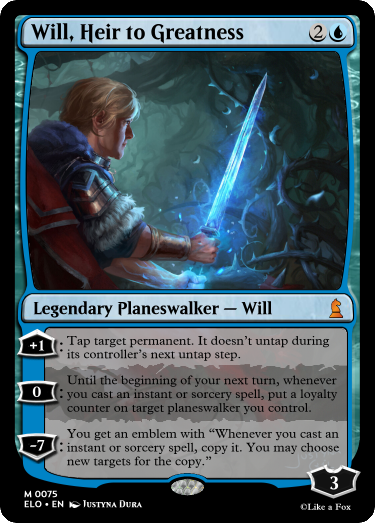 Will, Heir to Greatness 2
Legendary Planeswalker — Will
+1: Tap target permanent. It doesn't untap during
its controller's next untap step.
0: Until the beginning of your next turn, whenever
you cast an instant or sorcery spell, put a loyalty
counter on target planeswalker you control.
-7: You get an emblem with “Whenever you cast an
instant or sorcery spell, copy it. You may choose
new targets for the copy.”
3
M 0075
ELO • EN JUSTYNA DURA
©Like a Fox